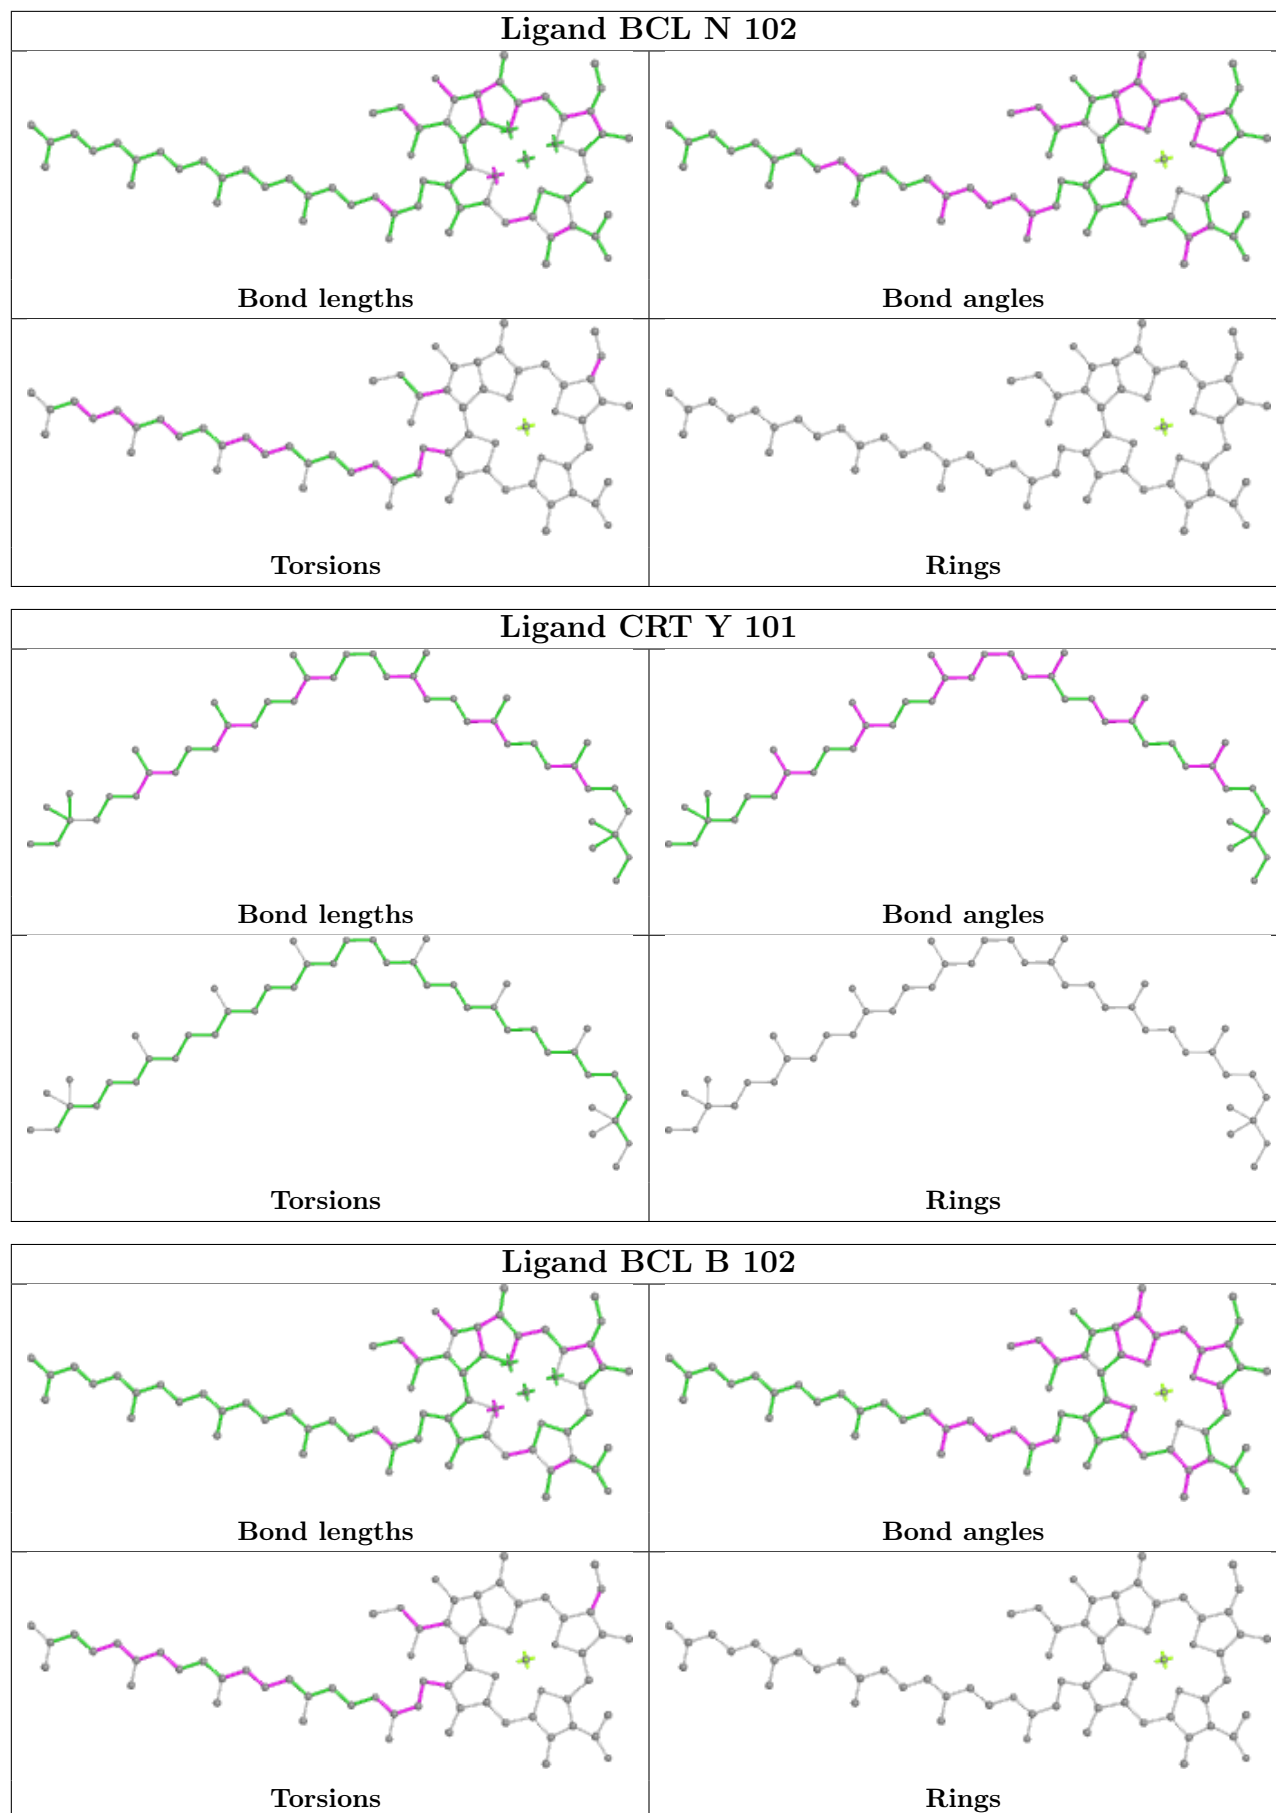 Ligand BCL N 102
Bond lengths
Bond angles
Torsions
Rings
Ligand CRT Y 101
Bond lengths
Bond angles
Torsions
Rings
Ligand BCL B 102
Bond lengths
Bond angles
Torsions
Rings